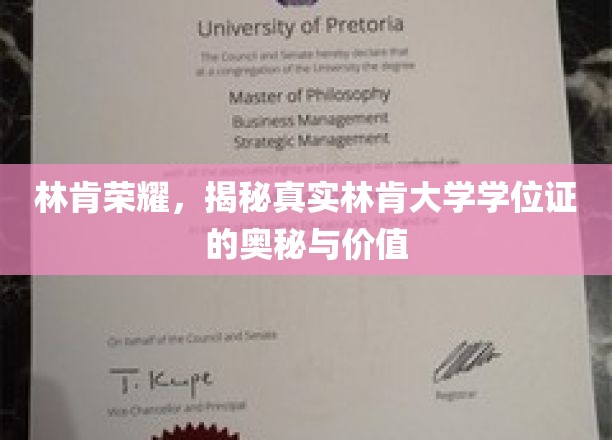 University of Pretoria
The Council and Senate hereby declare that
at a congregation of the University the degree
Master of Philosophy
Business Management
Strategic Management
林肯荣耀，揭秘真实林肯大学学位证
的奥秘与价值
On behalf of the Council and Senate
T. Kupe
Vice-Chancellor and Principal
Registrar